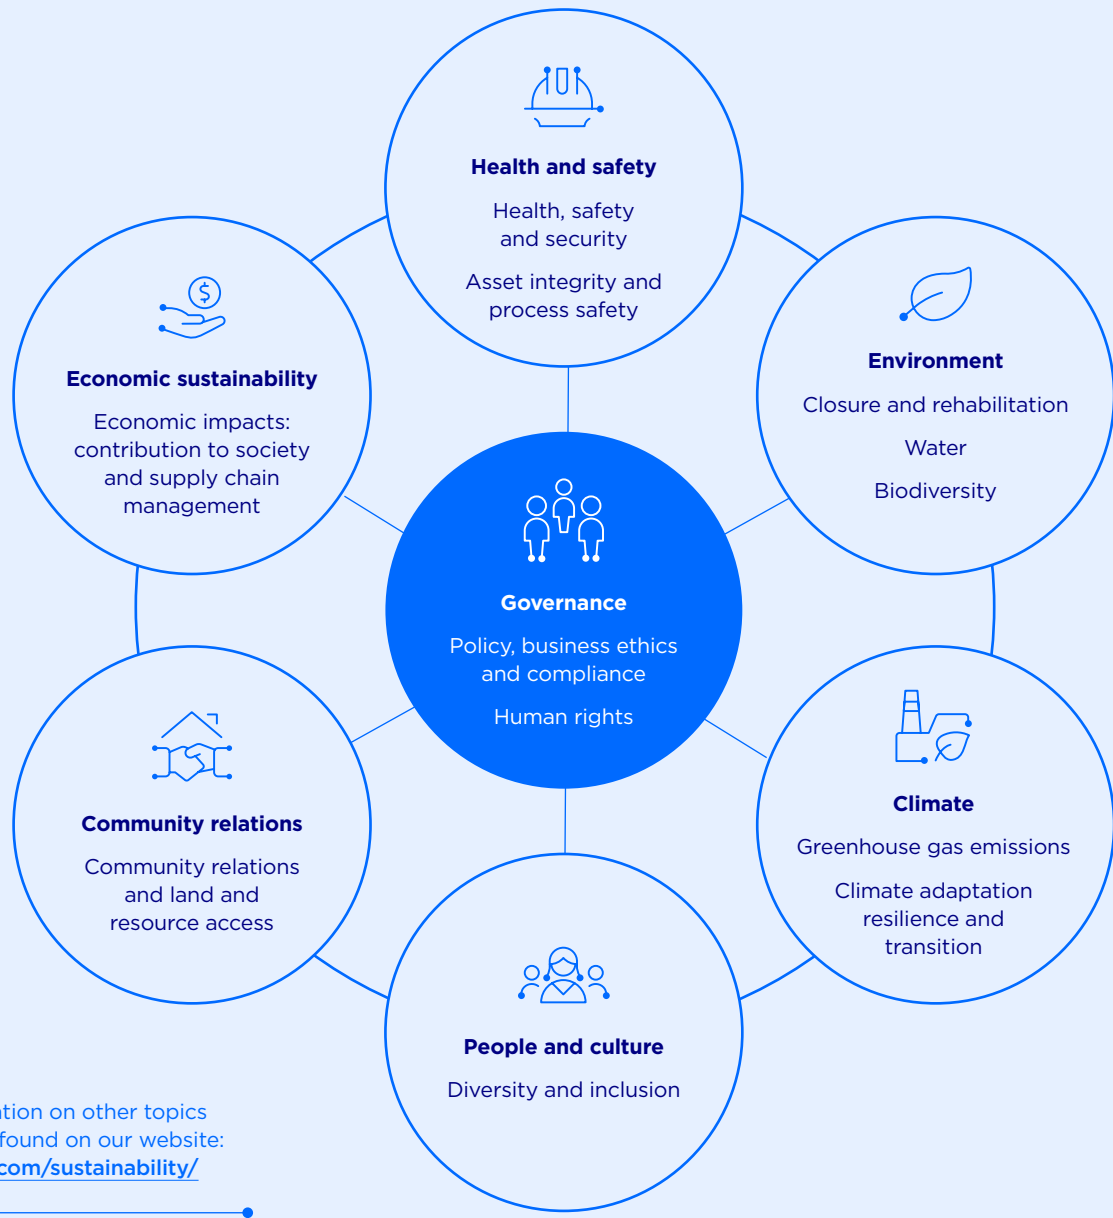 Health and safety
Health, safety
and security
Asset integrity and
process safety
Economic sustainability
Economic impacts:
contribution to society
and supply chain
management
Environment
Closure and rehabilitation
Water
Biodiversity
Governance
Policy, business ethics
and compliance
Human rights
Community relations
Community relations
and land and
resource access
Climate
Greenhouse gas emissions
Climate adaptation
resilience and
transition
People and culture
Diversity and inclusion
on other topics
found on our website:
com/sustainability/